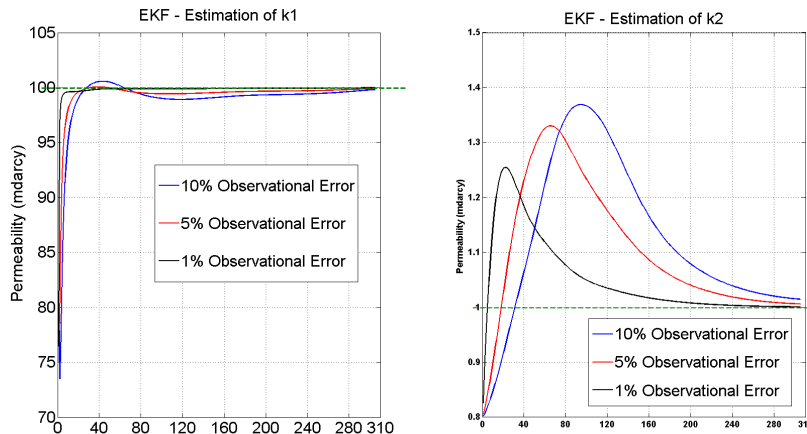 EKF - Estimation of k1
105
100
95
90
85
80
75
70
Permeability (mdarcy)
10% Observational Error
5% Observational Error
1% Observational Error
0 40 80 120 160 200 240 280 310
EKF - Estimation of k2
1.5
1.4
1.3
1.2
1.1
1
0.9
0.8
Permeability (mdarcy)
10% Observational Error
5% Observational Error
1% Observational Error
0 40 80 120 160 200 240 280